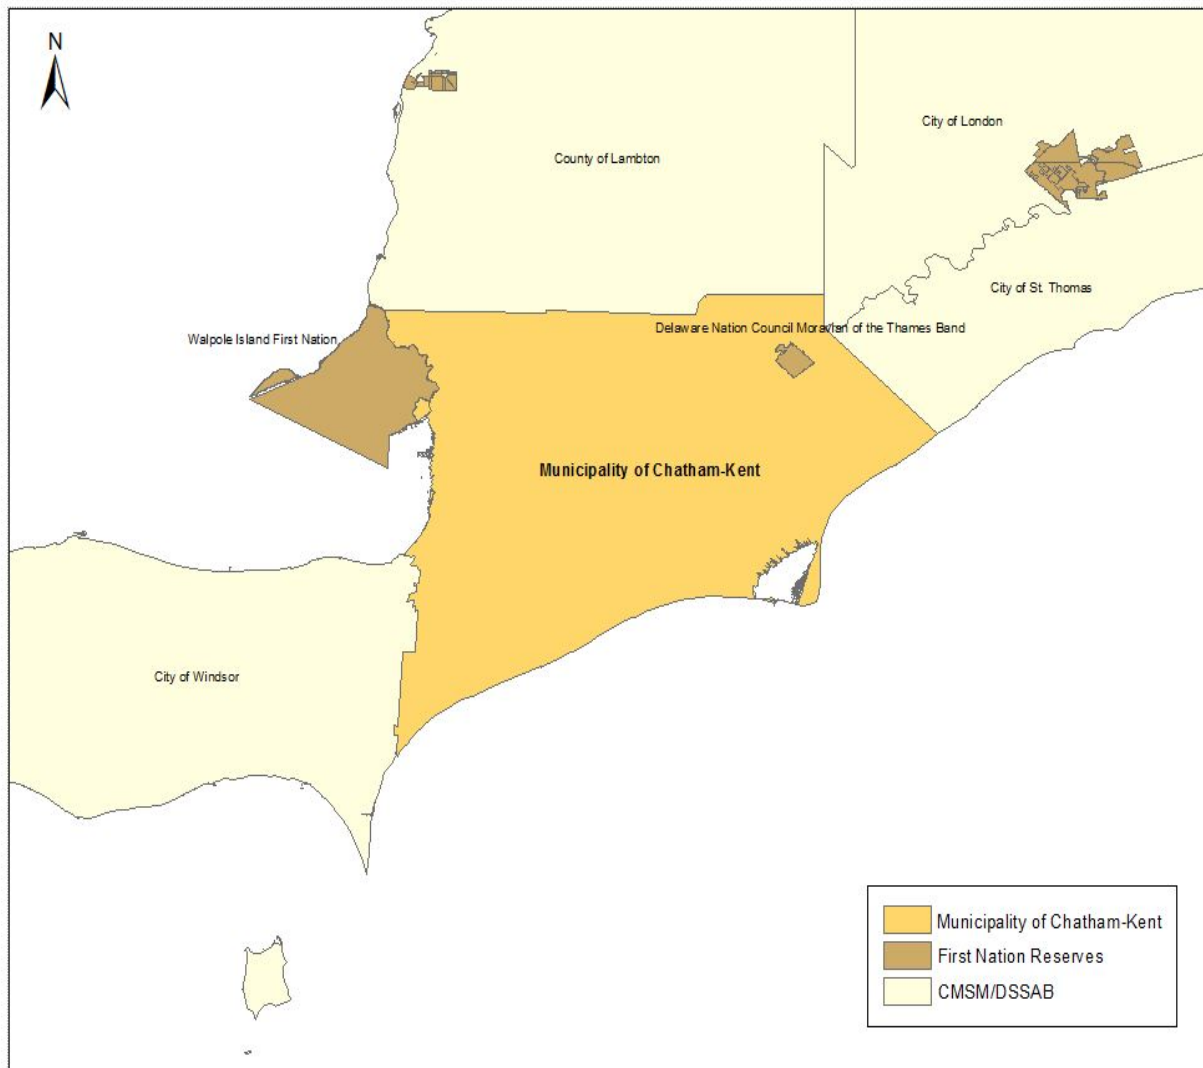 N
City of London
County of Lambton
City of St. Thomas
Delaware Nation Council Moravian of the Thames Band
Walpole Island First Nation
Municipality of Chatham-Kent
City of Windsor
Municipality of Chatham-Kent
First Nation Reserves
CMSM/DSSAB